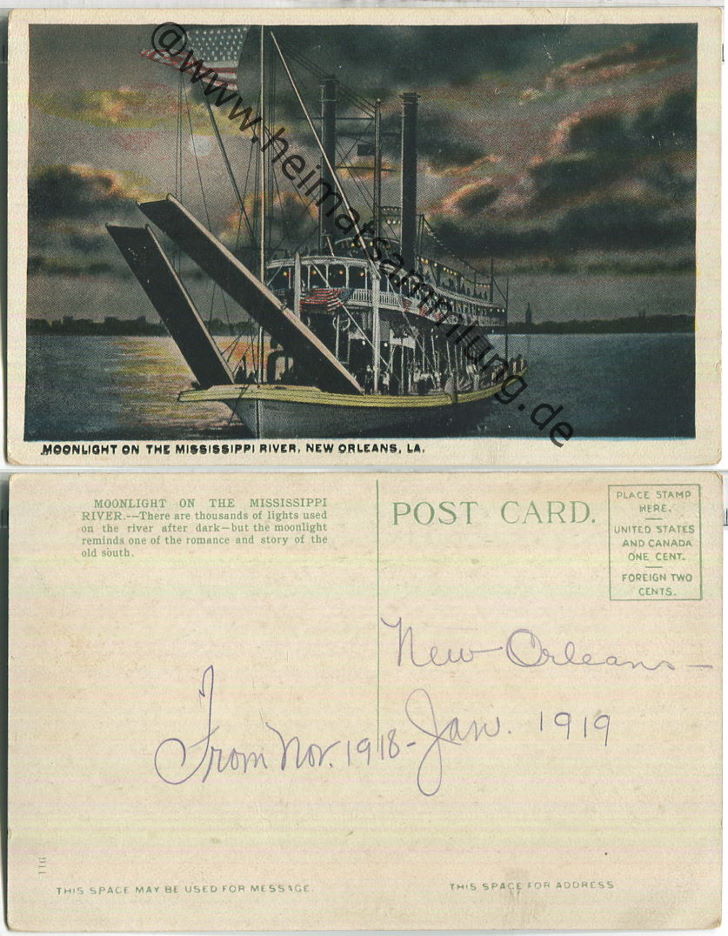 @www.heimatsammlung.de
MOONLIGHT ON THE MISSISSIPPI RIVER, NEW ORLEANS, LA.
MOONLIGHT ON THE MISSISSIPPI
RIVER.--There are thousands of lights used
on the river after dark—but the moonlight
reminds one of the romance and story of the
old south.
POST CARD.
PLACE STAMP
HERE.
UNITED STATES
AND CANADA
ONE CENT.
FOREIGN TWO
CENTS.
New Orleans—
From Nov. 1918 - Jan. 1919
THIS SPACE MAY BE USED FOR MESSAGE.
THIS SPACE FOR ADDRESS